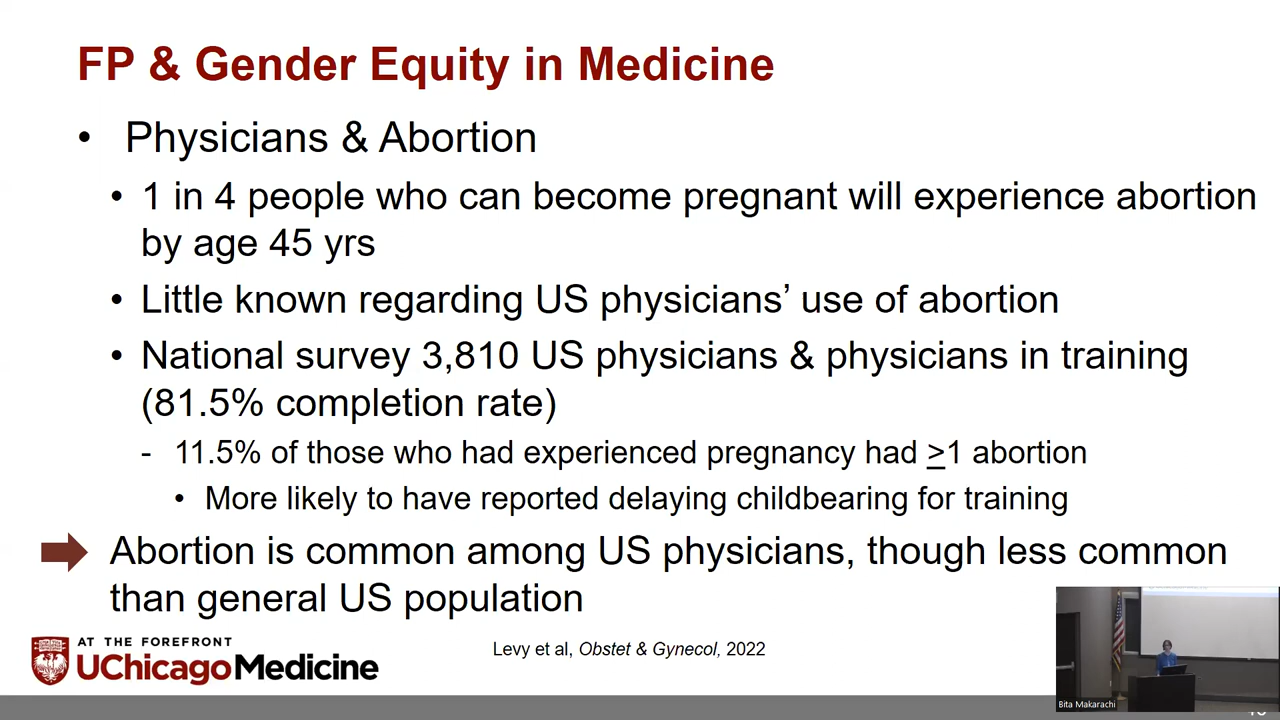 FP & Gender Equity in Medicine
• Physicians & Abortion
• 1 in 4 people who can become pregnant will experience abortion
by age 45 yrs
• Little known regarding US physicians’ use of abortion
• National survey 3,810 US physicians & physicians in training
(81.5% completion rate)
- 11.5% of those who had experienced pregnancy had ≥1 abortion
• More likely to have reported delaying childbearing for training
Abortion is common among US physicians, though less common
than general US population
AT THE FOREFRONT
UChicagoMedicine
Levy et al, Obstet & Gynecol, 2022
Bita Makarachi